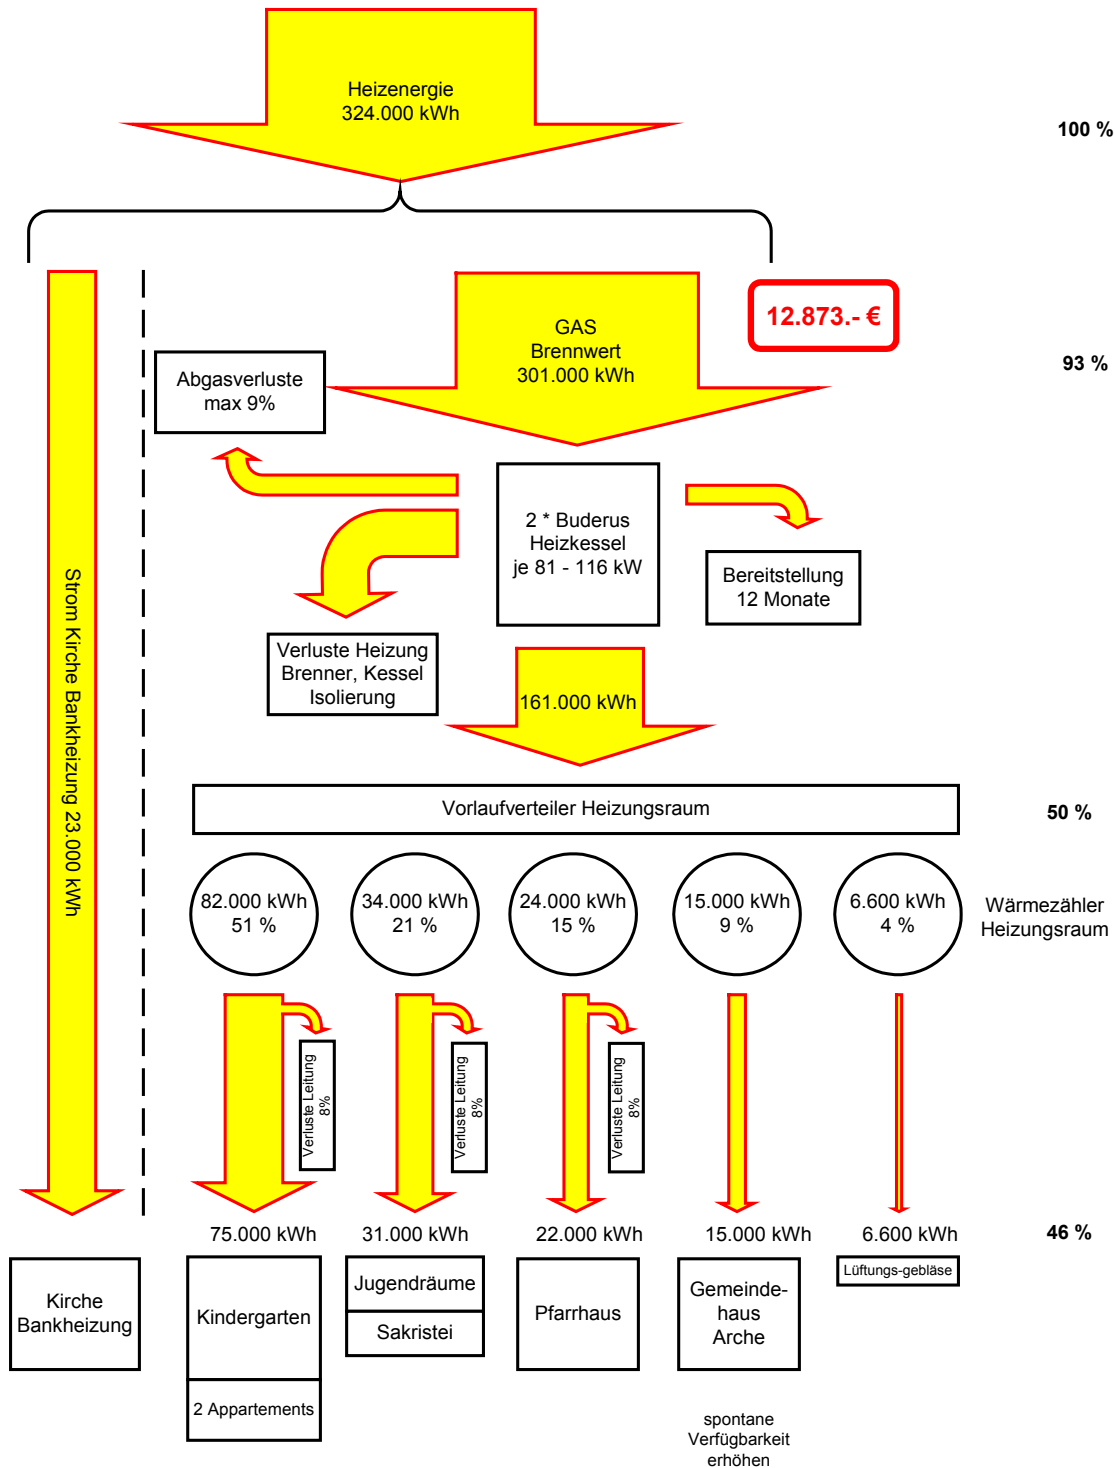 Heizenergie
324.000 kWh
100 %
12.873.- €
GAS
Brennwert
301.000 kWh
93 %
Abgasverluste
max 9%
2 * Buderus
Heizkessel
je 81 - 116 kW
Bereitstellung
12 Monate
Strom Kirche Bankheizung 23.000 kWh
Verluste Heizung
Brenner, Kessel
Isolierung
161.000 kWh
Vorlaufverteiler Heizungsraum
50 %
82.000 kWh
51 %
34.000 kWh
21 %
24.000 kWh
15 %
15.000 kWh
9 %
6.600 kWh
4 %
Wärmezähler
Heizungsraum
Verluste Leitung
8%
Verluste Leitung
8%
Verluste Leitung
8%
75.000 kWh
31.000 kWh
22.000 kWh
15.000 kWh
6.600 kWh
46 %
Kirche
Bankheizung
Kindergarten
2 Appartements
Jugendräume
Sakristei
Pfarrhaus
Gemeinde-
haus
Arche
Lüftungs-gebläse
spontane
Verfügbarkeit
erhöhen